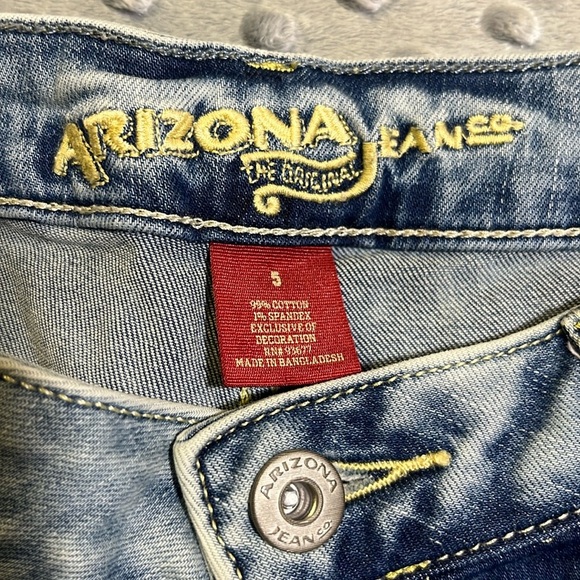 ARIZONA JEAN CO.
THE ORIGINAL
5
99% COTTON
1% SPANDEX
EXCLUSIVE OF
DECORATION
RN# 93677
MADE IN BANGLADESH
ARIZONA
JEAN CO